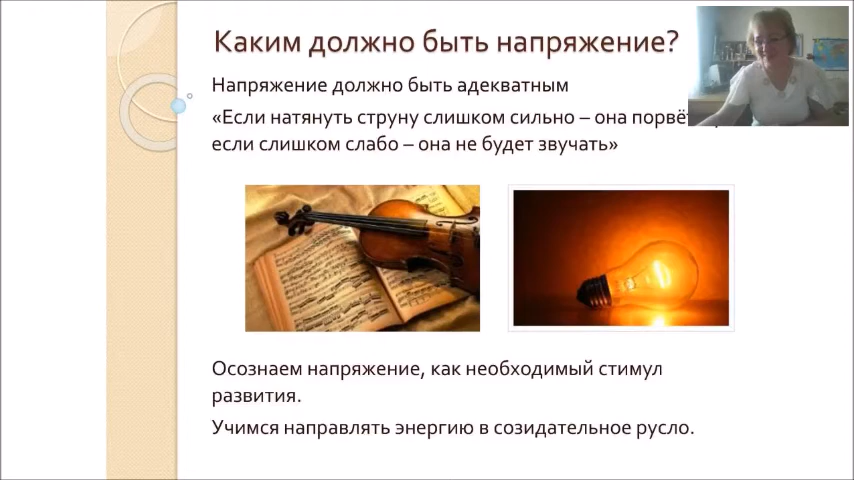 Каким должно быть напряжение?
Напряжение должно быть адекватным
«Если натянуть струну слишком сильно – она порвёт
если слишком слабо – она не будет звучать»
Осознаем напряжение, как необходимый стимул
развития.
Учимся направлять энергию в созидательное русло.